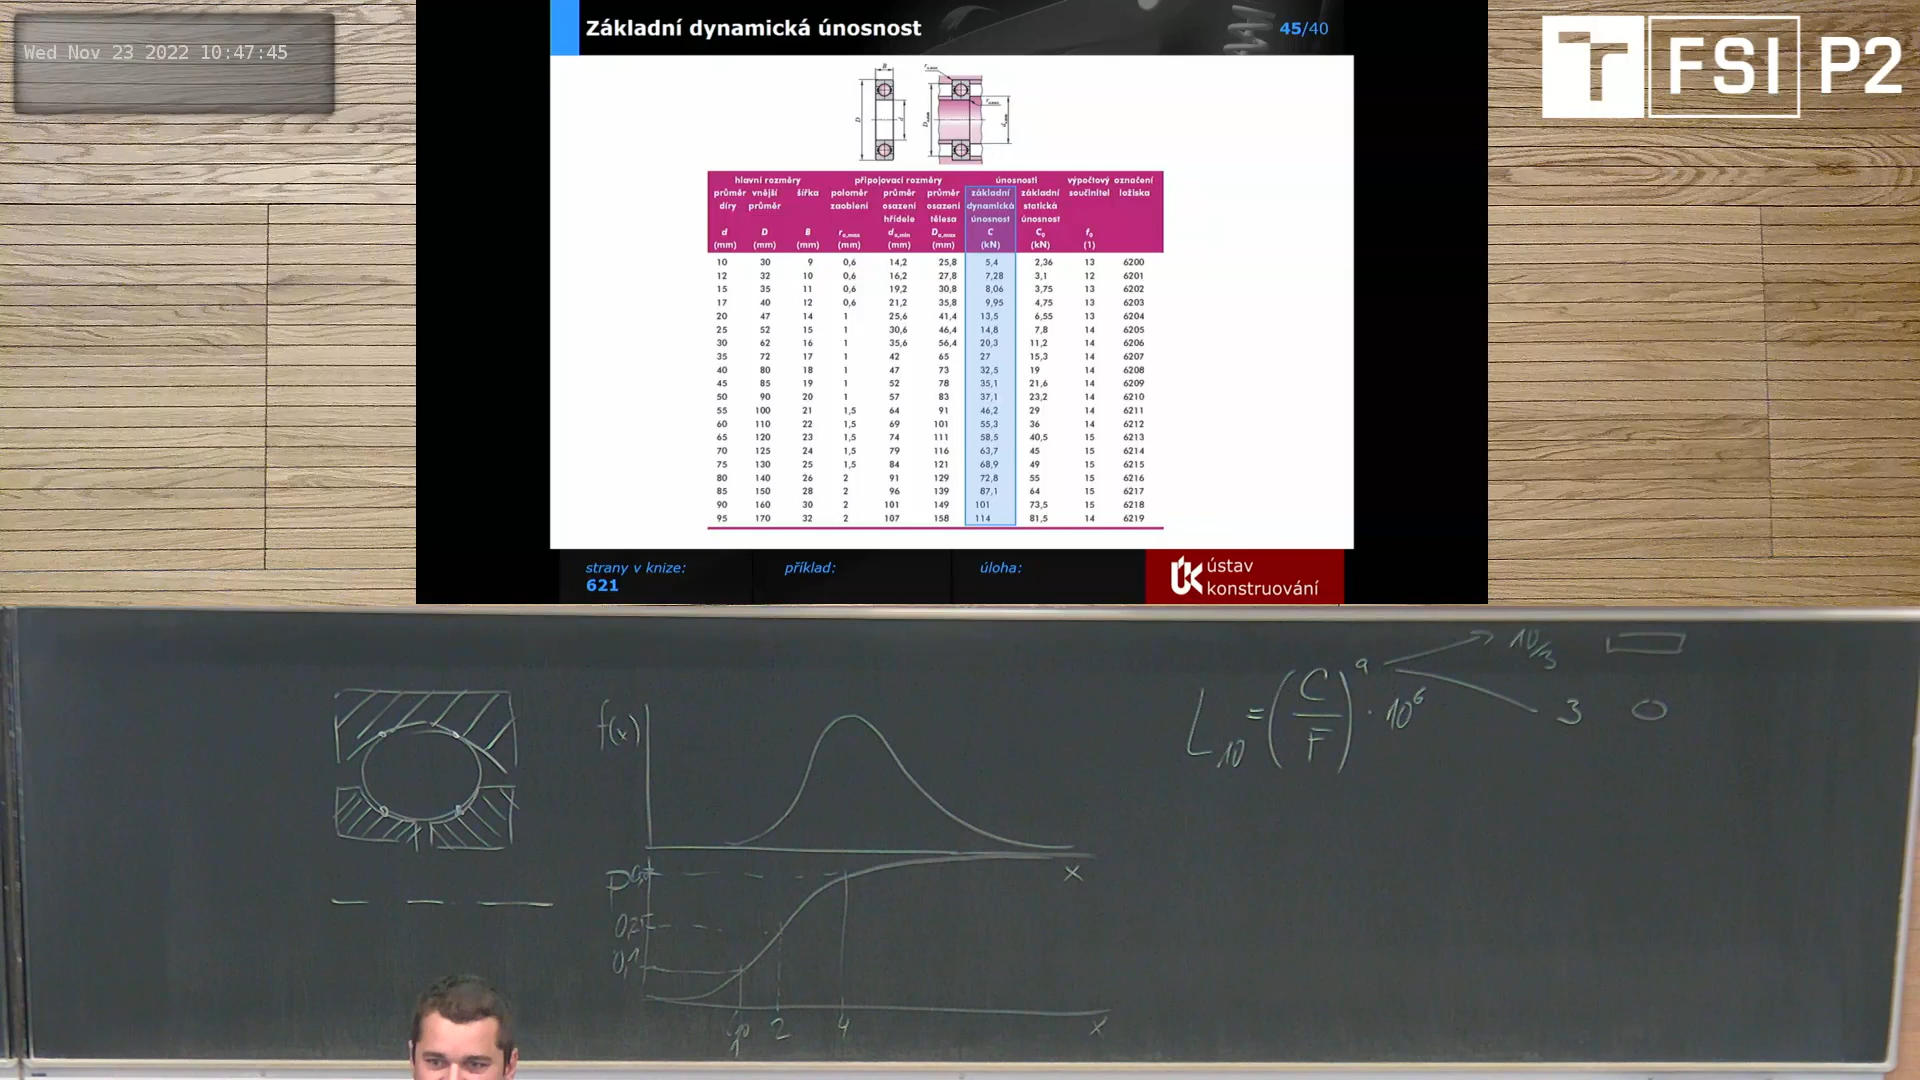 Wed Nov 23 2022 10:47:45
Základní dynamická únosnost
45/40
FSI P2
B
D
d
hlavní rozměry připojovací rozměry únosnosti výpočtový označení
průměr vnější šířka poloměr průměr průměr základní základní součinitel ložiska
díry průměr zaoblení osazení osazení dynamická statická
hřídele tělesa únosnost únosnost
d D B ra,max da,min Da,max C C0 f0
(mm) (mm) (mm) (mm) (mm) (mm) (kN) (kN) (1)
10 30 9 0,6 14,2 25,8 5,4 2,36 13 6200
12 32 10 0,6 16,2 27,8 7,28 3,1 12 6201
15 35 11 0,6 19,2 30,8 8,06 3,75 13 6202
17 40 12 0,6 21,2 35,8 9,95 4,75 13 6203
20 47 14 1 25,6 41,4 13,5 6,55 13 6204
25 52 15 1 30,6 46,4 14,8 7,8 14 6205
30 62 16 1 35,6 56,4 20,3 11,2 14 6206
35 72 17 1 42 65 27 15,3 14 6207
40 80 18 1 47 73 32,5 19 14 6208
45 85 19 1 52 78 35,1 21,6 14 6209
50 90 20 1 57 83 37,1 23,2 14 6210
55 100 21 1,5 64 91 46,2 29 14 6211
60 110 22 1,5 69 101 55,3 36 14 6212
65 120 23 1,5 74 111 58,5 40,5 15 6213
70 125 24 1,5 79 116 63,7 45 15 6214
75 130 25 1,5 84 121 68,9 49 15 6215
80 140 26 2 91 129 72,8 55 15 6216
85 150 28 2 96 139 87,1 64 15 6217
90 160 30 2 101 149 101 73,5 15 6218
95 170 32 2 107 158 114 81,5 14 6219
strany v knize: příklad: úloha:
621
ústav
konstruování
f(x)
x
P
0,1
2 4 x
L10 = (C/F)^a · 10^6
10/3
3